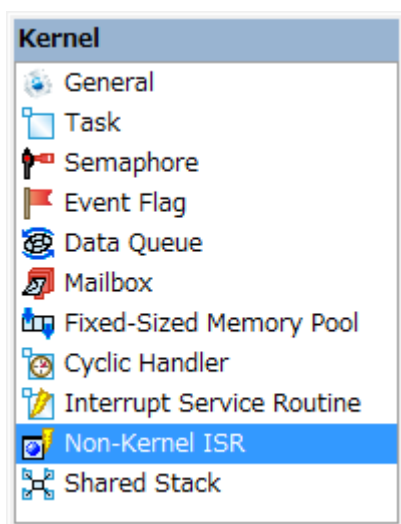 Kernel
General
Task
Semaphore
Event Flag
Data Queue
Mailbox
Fixed-Sized Memory Pool
Cyclic Handler
Interrupt Service Routine
Non-Kernel ISR
Shared Stack